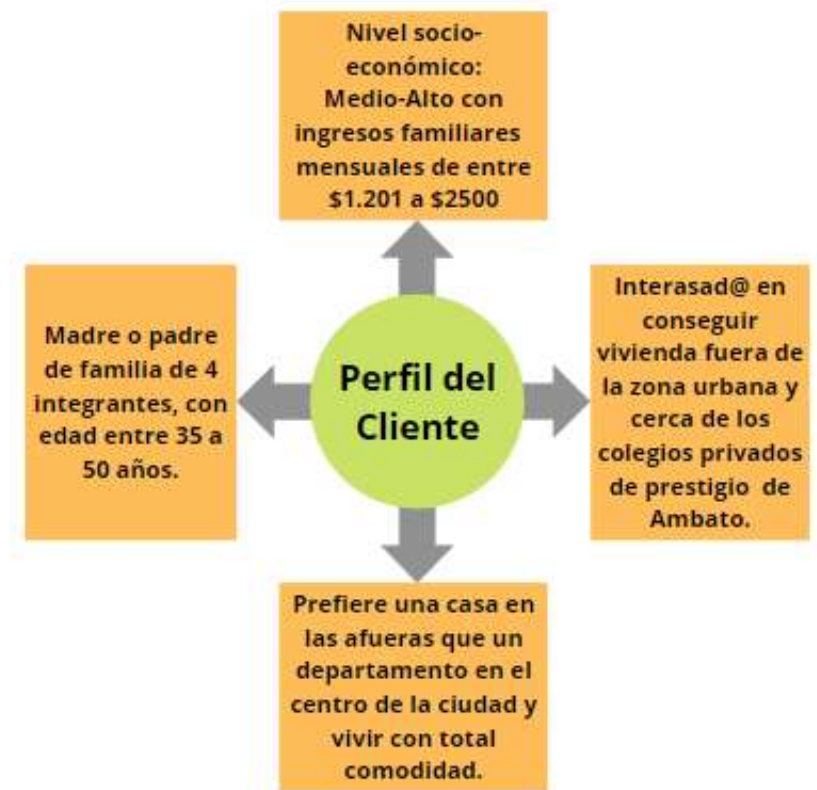 Nivel socio-
económico:
Medio-Alto con
ingresos familiares
mensuales de entre
$1.201 a $2500
Madre o padre
de familia de 4
integrantes, con
edad entre 35 a
50 años.
Perfil del
Cliente
Interasad@ en
conseguir
vivienda fuera de
la zona urbana y
cerca de los
colegios privados
de prestigio de
Ambato.
Prefiere una casa en
las afueras que un
departamento en el
centro de la ciudad y
vivir con total
comodidad.